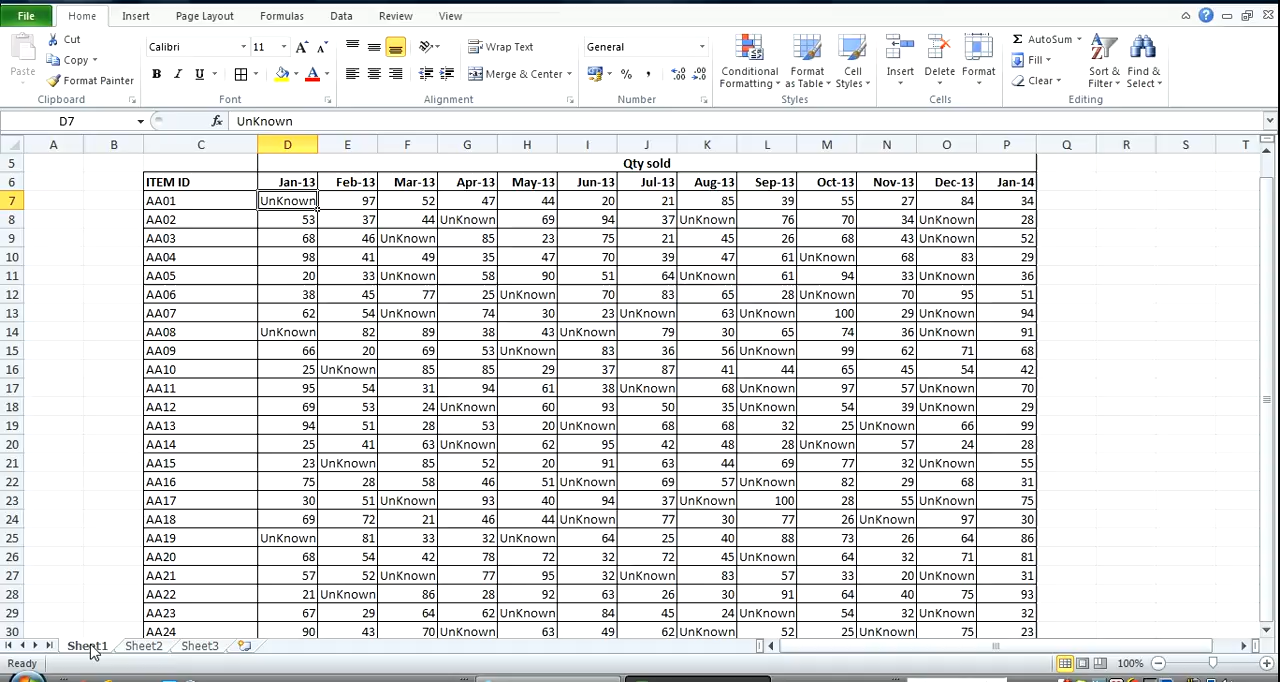 File Home Insert Page Layout Formulas Data Review View
Cut Calibri 11 Wrap Text General AutoSum
Copy Fill
Paste Format Painter Merge & Center Conditional Formatting Format as Table Cell Styles Insert Delete Format Clear Sort & Filter Find & Select
Clipboard Font Alignment Number Styles Cells Editing
D7 fx UnKnown
A B C D E F G H I J K L M N O P Q R S T
5 Qty sold
6 ITEM ID Jan-13 Feb-13 Mar-13 Apr-13 May-13 Jun-13 Jul-13 Aug-13 Sep-13 Oct-13 Nov-13 Dec-13 Jan-14
7 AA01 UnKnown 97 52 47 44 20 21 85 39 55 27 84 34
8 AA02 53 37 44 UnKnown 69 94 37 UnKnown 76 70 34 UnKnown 28
9 AA03 68 46 UnKnown 85 23 75 21 45 26 68 43 UnKnown 52
10 AA04 98 41 49 35 47 70 39 47 61 UnKnown 68 83 29
11 AA05 20 33 UnKnown 58 90 51 64 UnKnown 61 94 33 UnKnown 36
12 AA06 38 45 77 25 UnKnown 70 83 65 28 UnKnown 70 95 51
13 AA07 62 54 UnKnown 74 30 23 UnKnown 63 UnKnown 100 29 UnKnown 94
14 AA08 UnKnown 82 89 38 43 UnKnown 79 30 65 74 36 UnKnown 91
15 AA09 66 20 69 53 UnKnown 83 36 56 UnKnown 99 62 71 68
16 AA10 25 UnKnown 85 85 29 37 87 41 44 65 45 54 42
17 AA11 95 54 31 94 61 38 UnKnown 68 UnKnown 97 57 UnKnown 70
18 AA12 69 53 24 UnKnown 60 93 50 35 UnKnown 54 39 UnKnown 29
19 AA13 94 51 28 53 20 UnKnown 68 68 32 25 UnKnown 66 99
20 AA14 25 41 63 UnKnown 62 95 42 48 28 UnKnown 57 24 28
21 AA15 23 UnKnown 85 52 20 91 63 44 69 77 32 UnKnown 55
22 AA16 75 28 58 46 51 UnKnown 69 57 UnKnown 82 29 68 31
23 AA17 30 51 UnKnown 93 40 94 37 UnKnown 100 28 55 UnKnown 75
24 AA18 69 72 21 46 44 UnKnown 77 30 77 26 UnKnown 97 30
25 AA19 UnKnown 81 33 32 UnKnown 64 25 40 88 73 26 64 86
26 AA20 68 54 42 78 72 32 72 45 UnKnown 64 32 71 81
27 AA21 57 52 UnKnown 77 95 32 UnKnown 83 57 33 20 UnKnown 31
28 AA22 21 UnKnown 86 28 92 63 26 30 91 64 40 75 93
29 AA23 67 29 64 62 UnKnown 84 45 24 UnKnown 54 32 UnKnown 32
30 AA24 90 43 70 UnKnown 63 49 62 UnKnown 52 25 UnKnown 75 23
Sheet1 Sheet2 Sheet3
Ready 100%